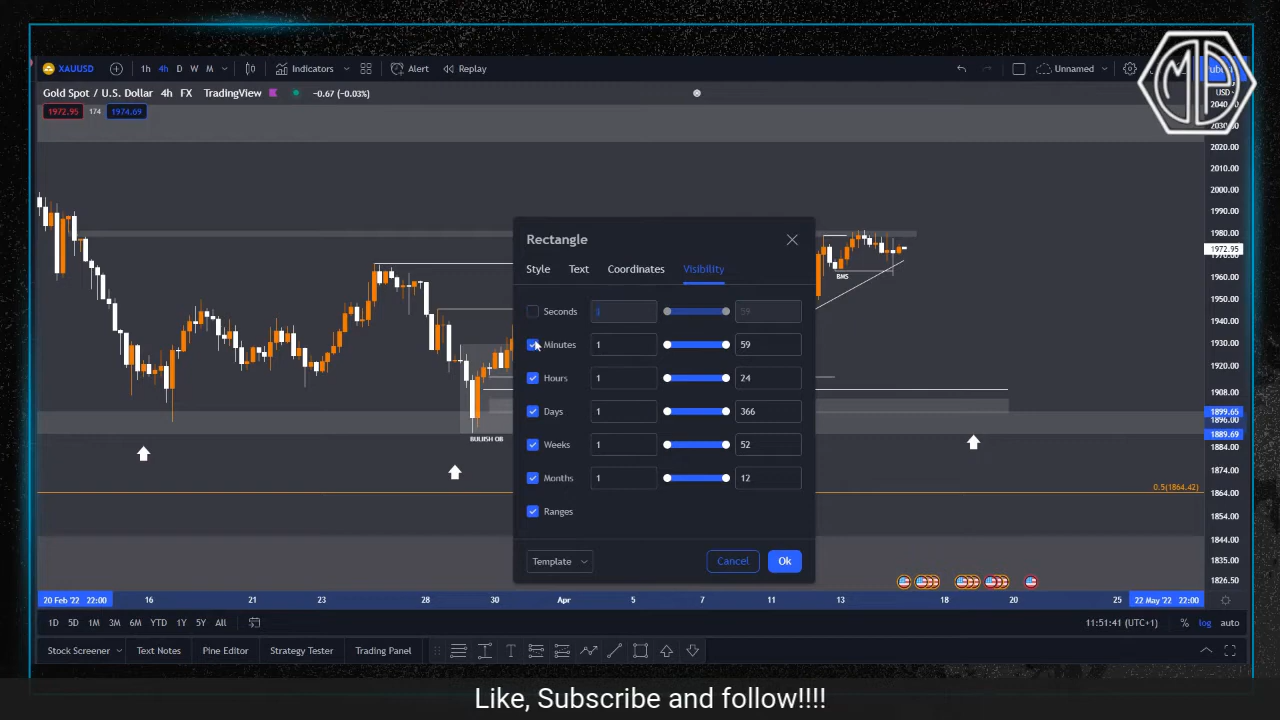 XAUUSD 1h 4h D W M Indicators Alert Replay Unnamed
Gold Spot / U.S. Dollar 4h FX TradingView -0.67 (-0.03%)
USD
1972.95 174 1974.69
2020.00
2000.00
1990.00
1980.00
1972.95
1960.00
1950.00
1940.00
1930.00
1920.00
1908.00
1899.65
1896.00
1889.69
1884.00
1874.00
1864.00
1854.00
1844.00
1835.00
1826.50
BMS
BULLISH OB
0.5(1864.42)
Rectangle
Style Text Coordinates Visibility
Seconds 1 59
Minutes 1 59
Hours 1 24
Days 1 366
Weeks 1 52
Months 1 12
Ranges
Template Cancel Ok
20 Feb '22 22:00 16 21 23 28 30 Apr 5 7 11 13 18 20 25 22 May '22 22:00
1D 5D 1M 3M 6M YTD 1Y 5Y All 11:51:41 (UTC+1) % log auto
Stock Screener Text Notes Pine Editor Strategy Tester Trading Panel
Like, Subscribe and follow!!!!